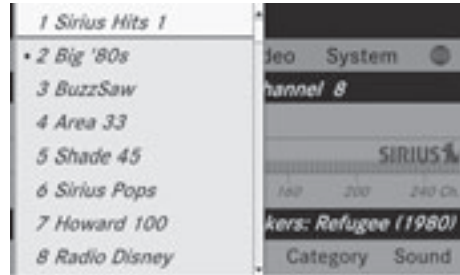 1 Sirius Hits 1
• 2 Big '80s
3 BuzzSaw
4 Area 33
5 Shade 45
6 Sirius Pops
7 Howard 100
8 Radio Disney
deo System
hannel 8
SIRIUS
160 200 240 Ch.
kers: Refugee (1980)
Category Sound